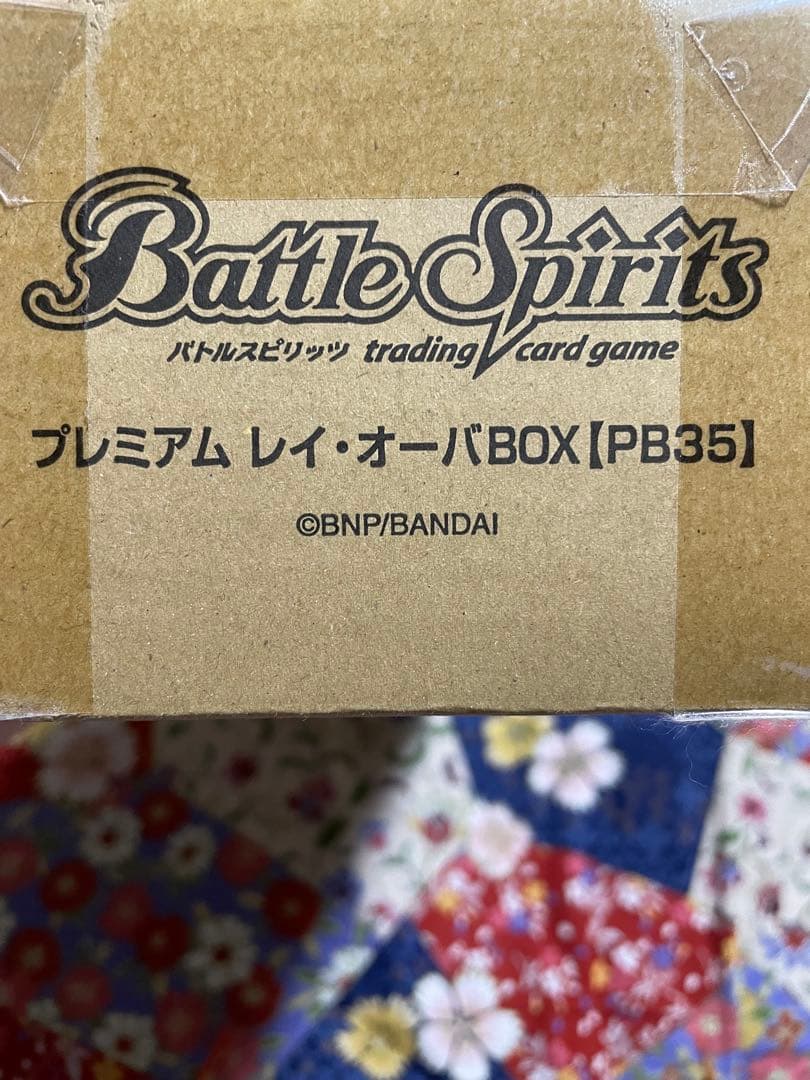 Battle Spirits
バトルスピリッツ trading card game
プレミアム レイ・オーバBOX【PB35】
©BNP/BANDAI